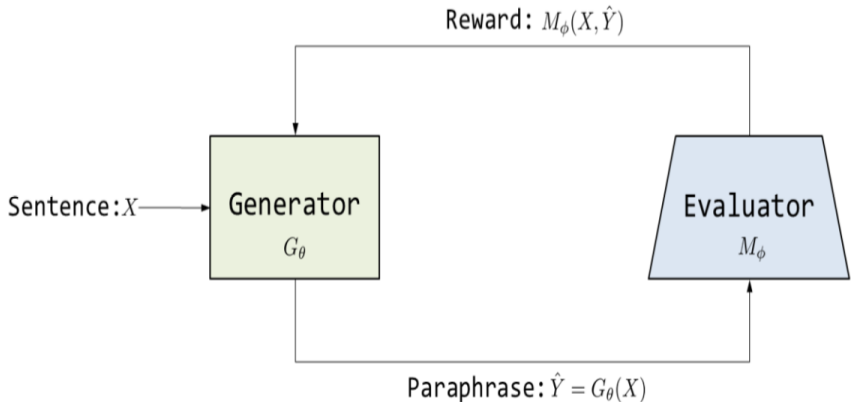 Reward: M_ϕ(X,Ŷ)
Sentence:X
Generator
G_θ
Evaluator
M_ϕ
Paraphrase: Ŷ = G_θ(X)